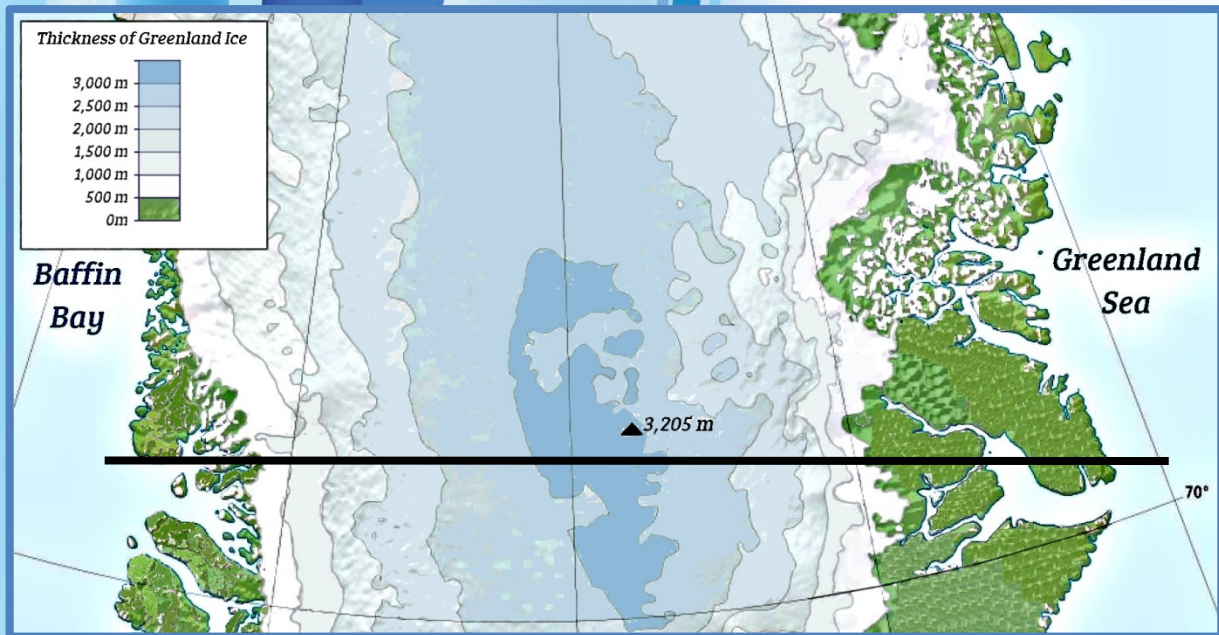 Thickness of Greenland Ice
3,000 m
2,500 m
2,000 m
1,500 m
1,000 m
500 m
0m
Baffin
Bay
Greenland
Sea
3,205 m
70°